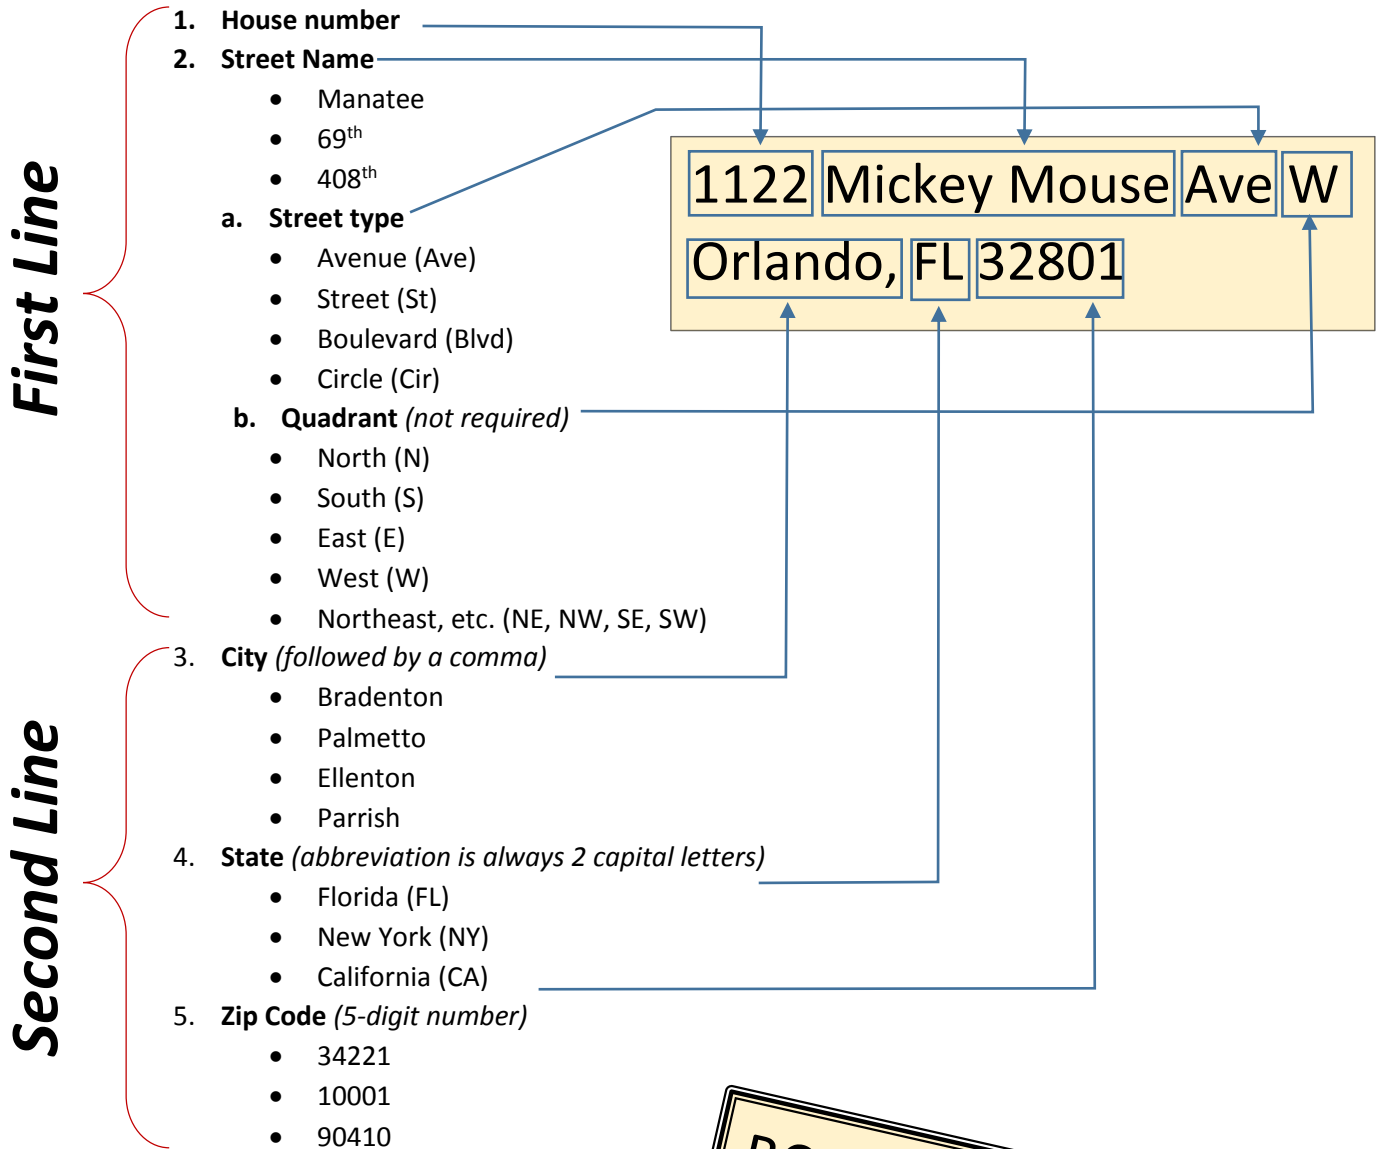 1. House number
2. Street Name
• Manatee
• 69th
• 408th
a. Street type
• Avenue (Ave)
• Street (St)
• Boulevard (Blvd)
• Circle (Cir)
b. Quadrant (not required)
• North (N)
• South (S)
• East (E)
• West (W)
• Northeast, etc. (NE, NW, SE, SW)
3. City (followed by a comma)
• Bradenton
• Palmetto
• Ellenton
• Parrish
4. State (abbreviation is always 2 capital letters)
• Florida (FL)
• New York (NY)
• California (CA)
5. Zip Code (5-digit number)
• 34221
• 10001
• 90410
First Line
Second Line
1122 Mickey Mouse Ave W
Orlando, FL 32801